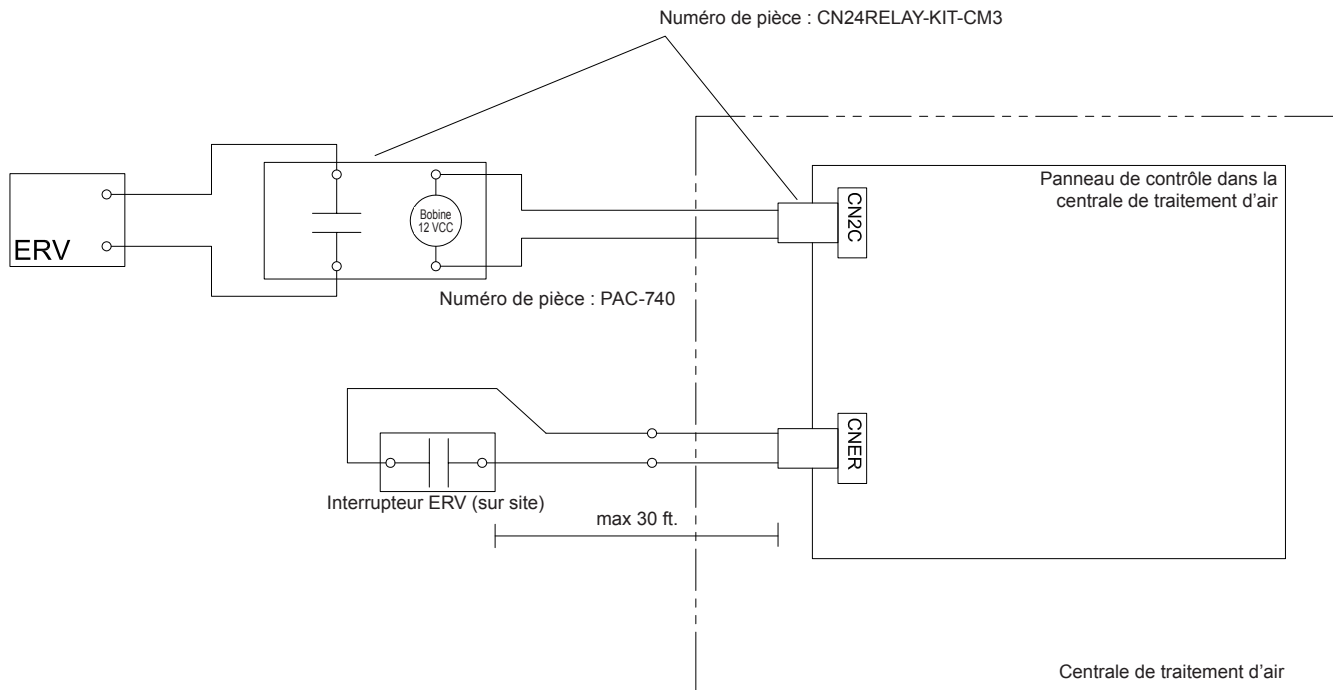 Numéro de pièce : CN24RELAY-KIT-CM3
Panneau de contrôle dans la
centrale de traitement d'air
CN2C
Bobine
12 VCC
ERV
Numéro de pièce : PAC-740
CNER
Interrupteur ERV (sur site)
max 30 ft.
Centrale de traitement d'air